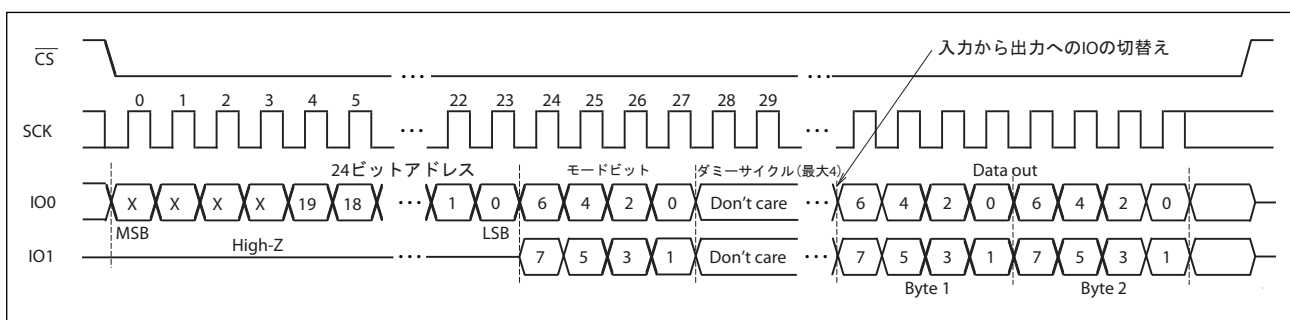 入力から出力へのIOの切替え
CS
...
...
0 1 2 3 4 5 22 23 24 25 26 27 28 29
SCK
...
...
24ビットアドレス モードビット ダミーサイクル(最大4) Data out
IO0 X X X X 19 18 ... 1 0 6 4 2 0 Don't care ... 6 4 2 0 6 4 2 0
MSB High-Z LSB
IO1 ... 7 5 3 1 Don't care ... 7 5 3 1 7 5 3 1
Byte 1 Byte 2